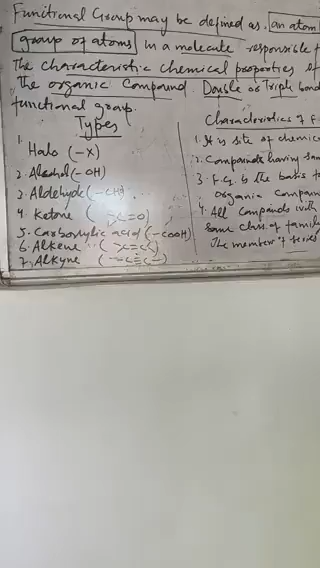 Functional Group may be defined as an atom
group of atoms in a molecule responsible f
The characteristic chemical properties of
The organic compound. Double or Triple bond
functional group.
Types
1. Halo (-X)
2. Alcohol (-OH)
3. Aldehyde (-CH)
4. Ketone ( >C=O)
5. Carboxylic acid (-COOH)
6. Alkene ( >C=C<)
7. Alkyne ( -C≡C-)
Characteristics of F
1. It is site of chemic
2. Compounds having sam
3. F.G. is the basis f
organic compoun
4. All compounds with
same class of family
The member of series